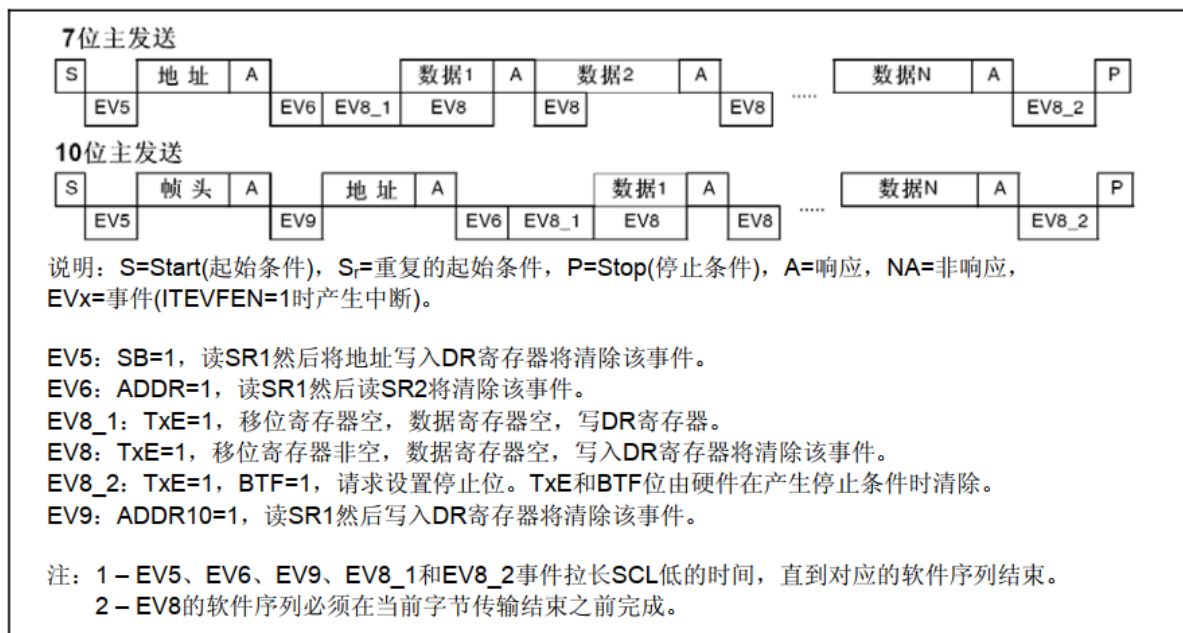 7位主发送
S 地 址 A 数据1 A 数据2 A ..... 数据N A P
EV5 EV6 EV8_1 EV8 EV8 EV8 EV8_2
10位主发送
S 帧 头 A 地 址 A 数据1 A ..... 数据N A P
EV5 EV9 EV6 EV8_1 EV8 EV8 EV8_2
说明：S=Start(起始条件)，Sr=重复的起始条件，P=Stop(停止条件)，A=响应，NA=非响应，
EVx=事件(ITEVFEN=1时产生中断)。
EV5：SB=1，读SR1然后将地址写入DR寄存器将清除该事件。
EV6：ADDR=1，读SR1然后读SR2将清除该事件。
EV8_1：TxE=1，移位寄存器空，数据寄存器空，写DR寄存器。
EV8：TxE=1，移位寄存器非空，数据寄存器空，写入DR寄存器将清除该事件。
EV8_2：TxE=1，BTF=1，请求设置停止位。TxE和BTF位由硬件在产生停止条件时清除。
EV9：ADDR10=1，读SR1然后写入DR寄存器将清除该事件。
注：1 – EV5、EV6、EV9、EV8_1和EV8_2事件拉长SCL低的时间，直到对应的软件序列结束。
2 – EV8的软件序列必须在当前字节传输结束之前完成。